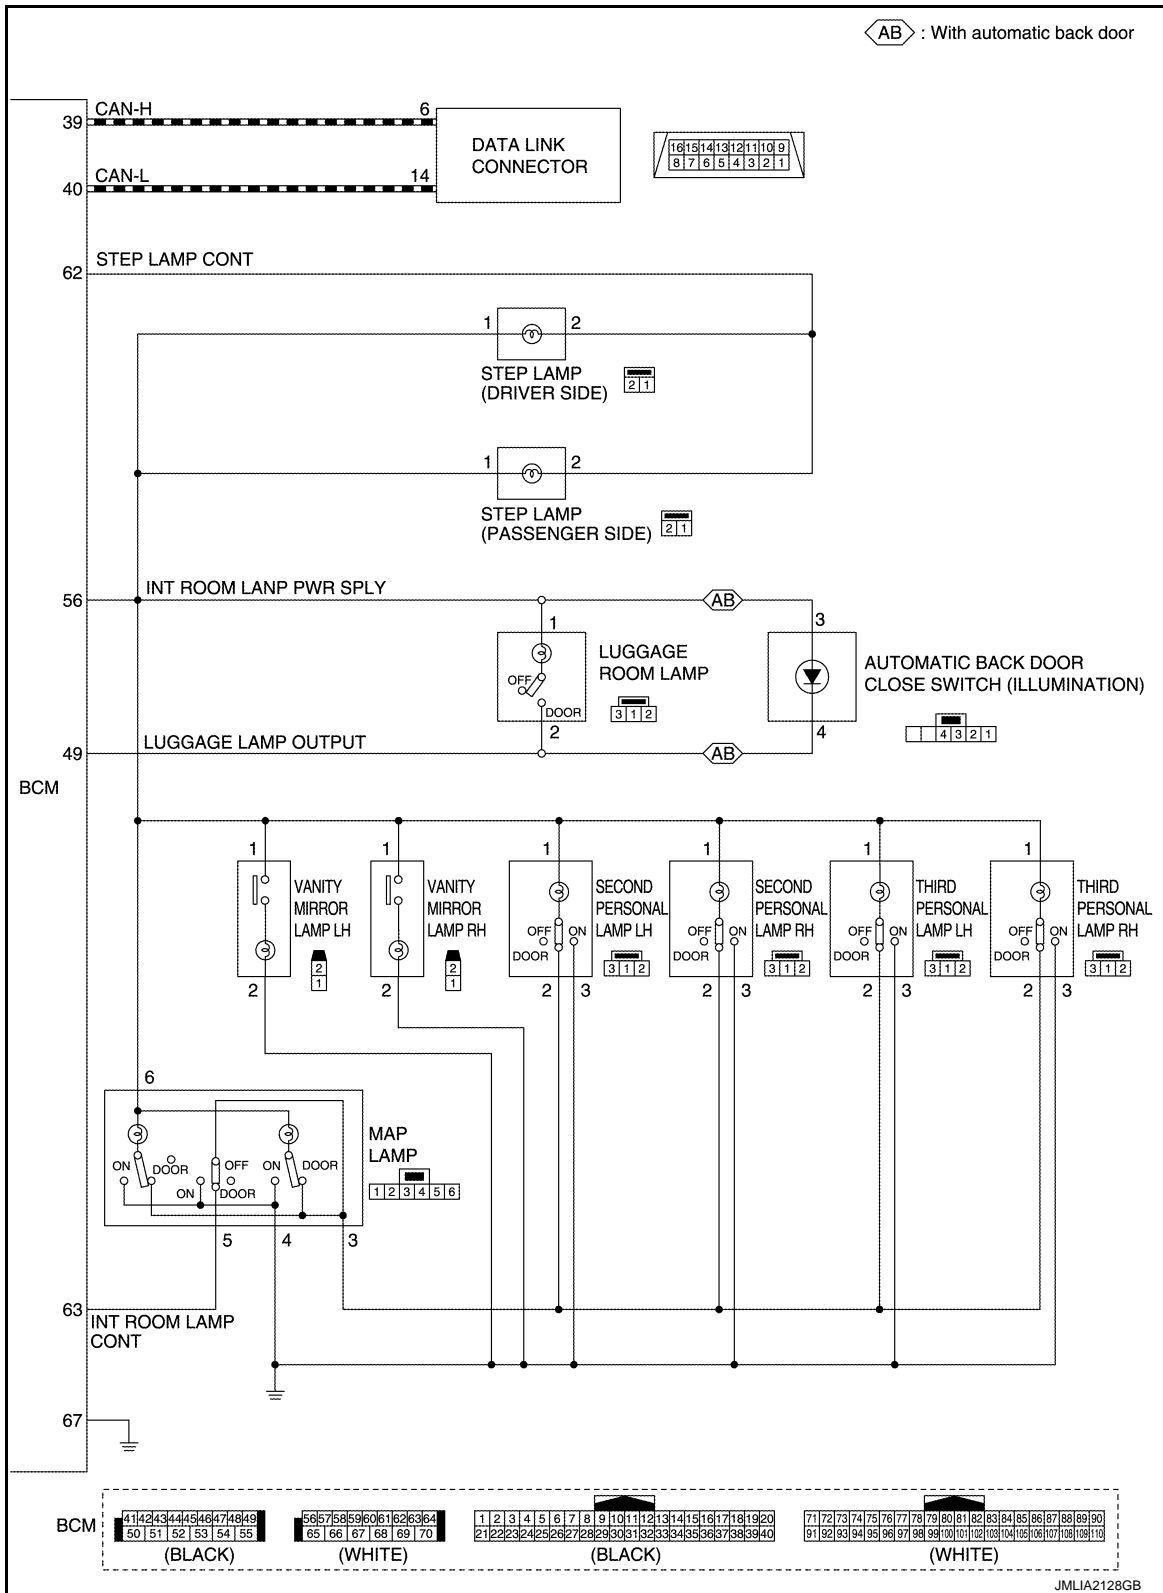 AB : With automatic back door
39 CAN-H 6
DATA LINK
CONNECTOR
16 15 14 13 12 11 10 9
8 7 6 5 4 3 2 1
40 CAN-L 14
62 STEP LAMP CONT
1 2
STEP LAMP
(DRIVER SIDE)
2 1
1 2
STEP LAMP
(PASSENGER SIDE)
2 1
56 INT ROOM LANP PWR SPLY AB
1 3
OFF
DOOR
LUGGAGE
ROOM LAMP
3 1 2
AUTOMATIC BACK DOOR
CLOSE SWITCH (ILLUMINATION)
4 3 2 1
2 4
49 LUGGAGE LAMP OUTPUT AB
BCM
1 1 1 1 1 1
VANITY
MIRROR
LAMP LH
2
1
VANITY
MIRROR
LAMP RH
2
1
OFF ON
DOOR
SECOND
PERSONAL
LAMP LH
3 1 2
OFF ON
DOOR
SECOND
PERSONAL
LAMP RH
3 1 2
OFF ON
DOOR
THIRD
PERSONAL
LAMP LH
3 1 2
OFF ON
DOOR
THIRD
PERSONAL
LAMP RH
3 1 2
2 2 2 3 2 3 2 3 2 3
6
ON DOOR OFF ON DOOR
ON DOOR
MAP
LAMP
1 2 3 4 5 6
5 4 3
63
INT ROOM LAMP
CONT
67
BCM
41 42 43 44 45 46 47 48 49
50 51 52 53 54 55
(BLACK)
56 57 58 59 60 61 62 63 64
65 66 67 68 69 70
(WHITE)
1 2 3 4 5 6 7 8 9 10 11 12 13 14 15 16 17 18 19 20
21 22 23 24 25 26 27 28 29 30 31 32 33 34 35 36 37 38 39 40
(BLACK)
71 72 73 74 75 76 77 78 79 80 81 82 83 84 85 86 87 88 89 90
91 92 93 94 95 96 97 98 99 100 101 102 103 104 105 106 107 108 109 110
(WHITE)
JMLIA2128GB